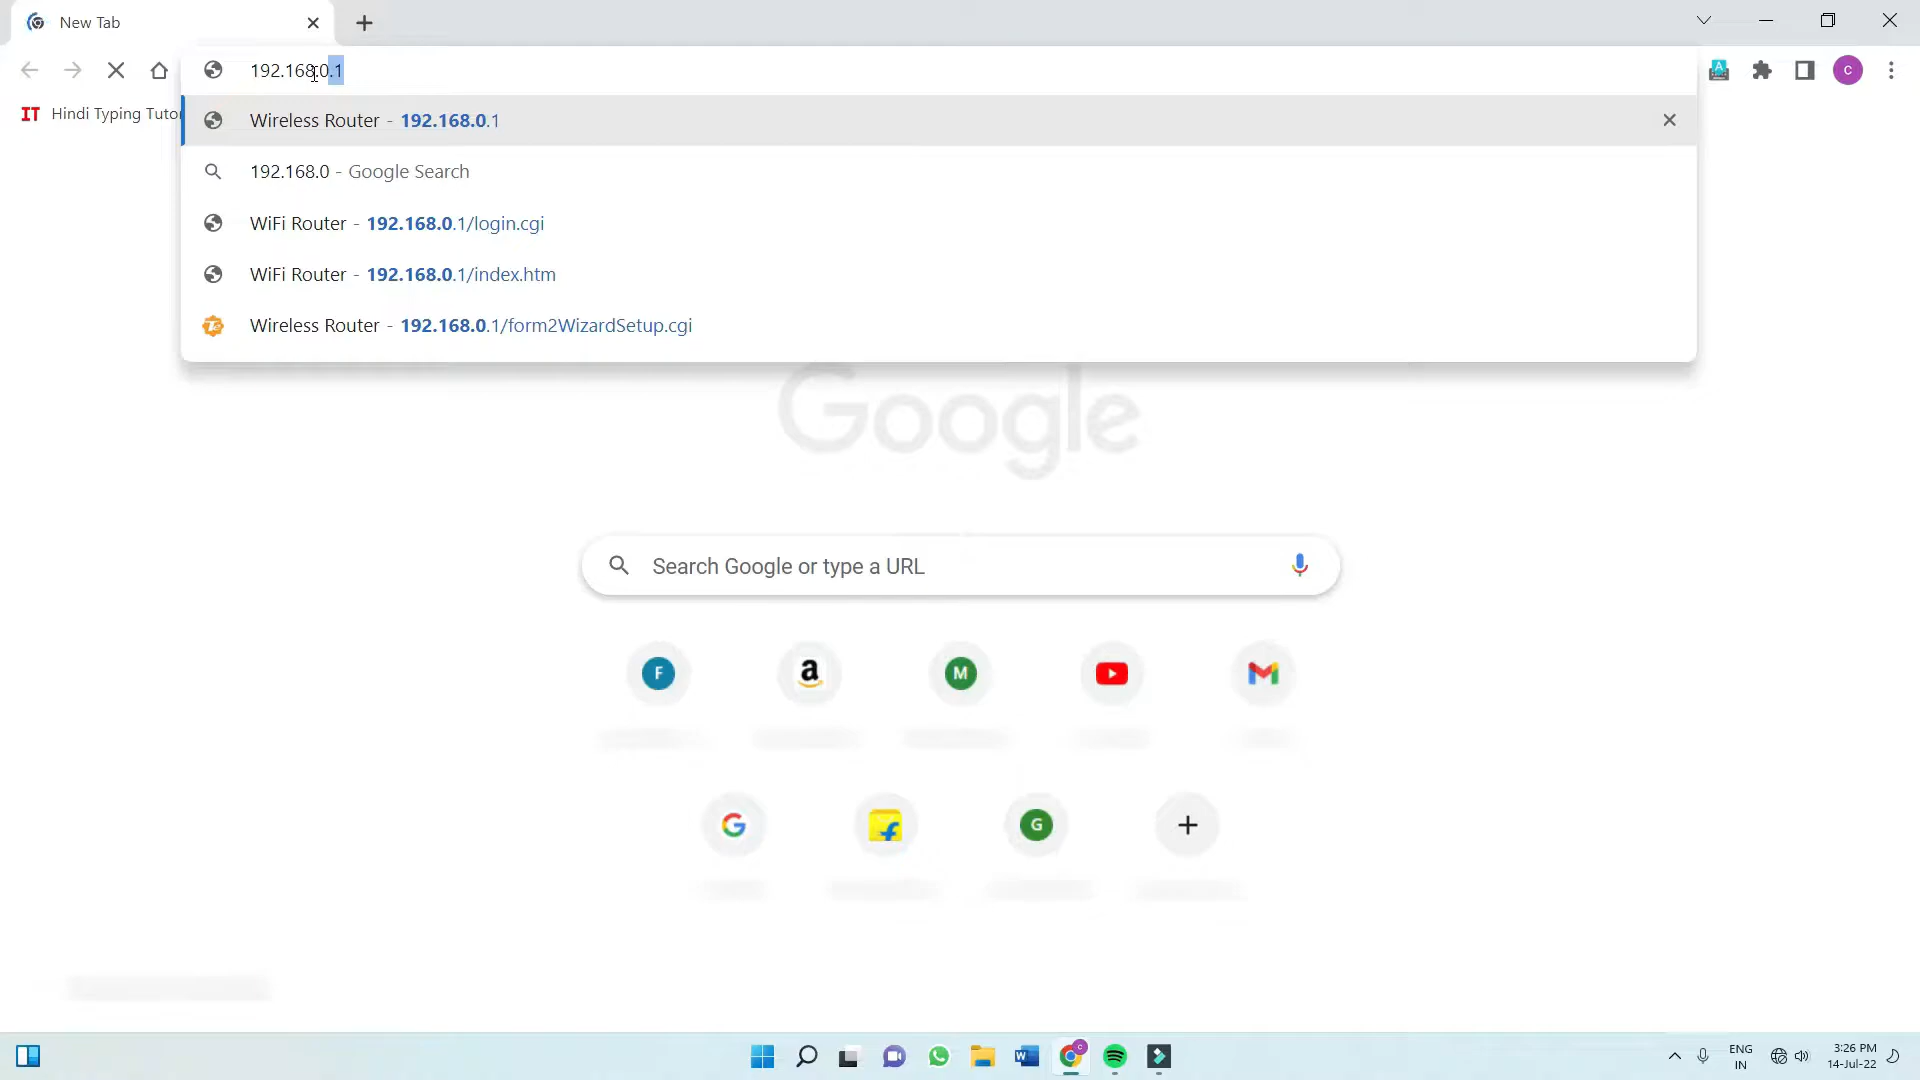 New Tab
192.168.0.1
IT Hindi Typing Tutor
Wireless Router - 192.168.0.1
192.168.0 - Google Search
WiFi Router - 192.168.0.1/login.cgi
WiFi Router - 192.168.0.1/index.htm
Wireless Router - 192.168.0.1/form2WizardSetup.cgi
Google
Search Google or type a URL
F
a
M
G
G
ENG
IN
3:26 PM
14-Jul-22